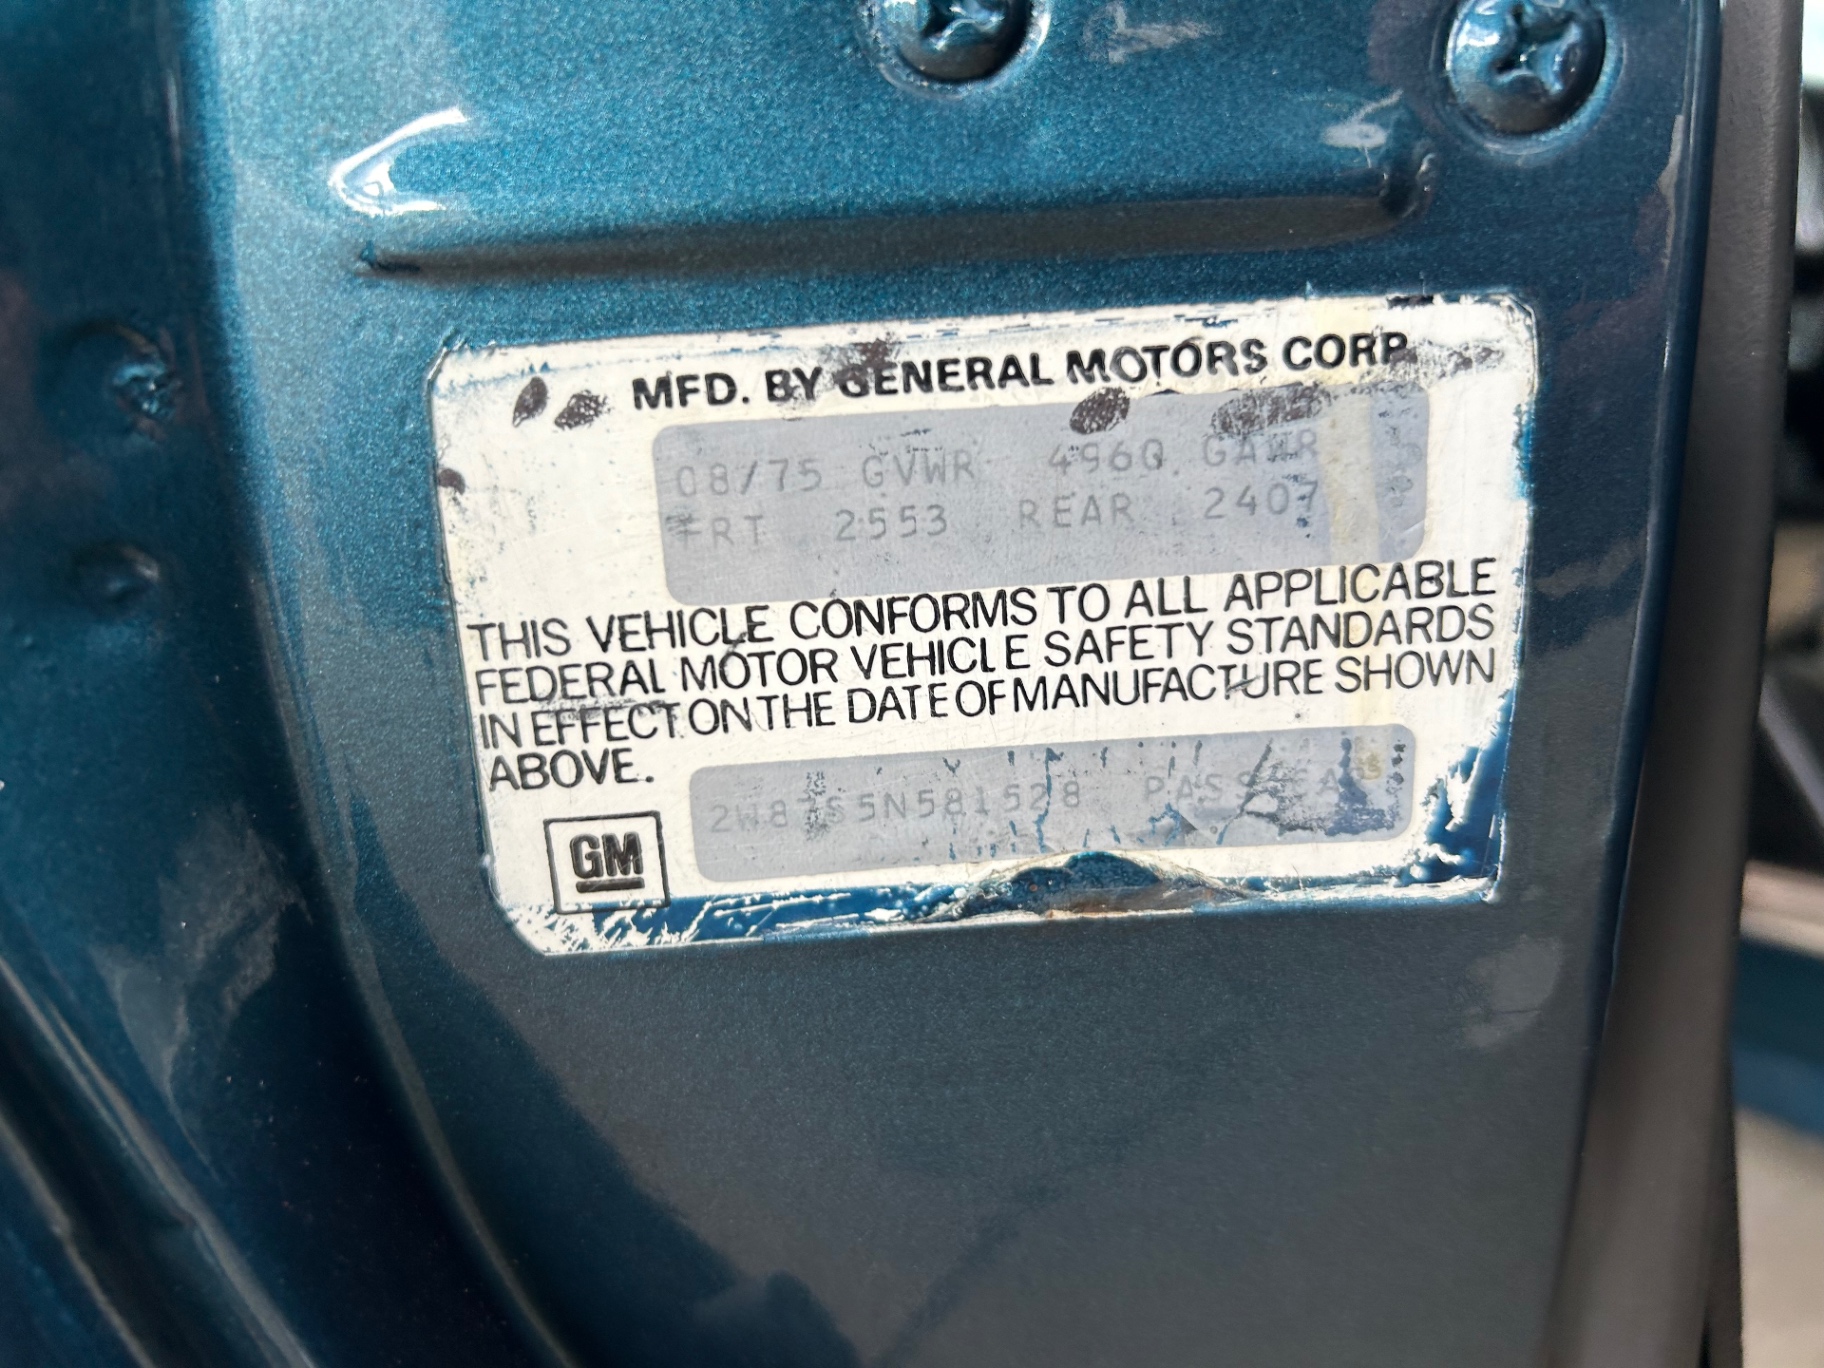 MFD. BY GENERAL MOTORS CORP.
08/75 GVWR 4960 GAWR
FRT 2553 REAR 2407
THIS VEHICLE CONFORMS TO ALL APPLICABLE
FEDERAL MOTOR VEHICLE SAFETY STANDARDS
IN EFFECT ON THE DATE OF MANUFACTURE SHOWN
ABOVE.
GM